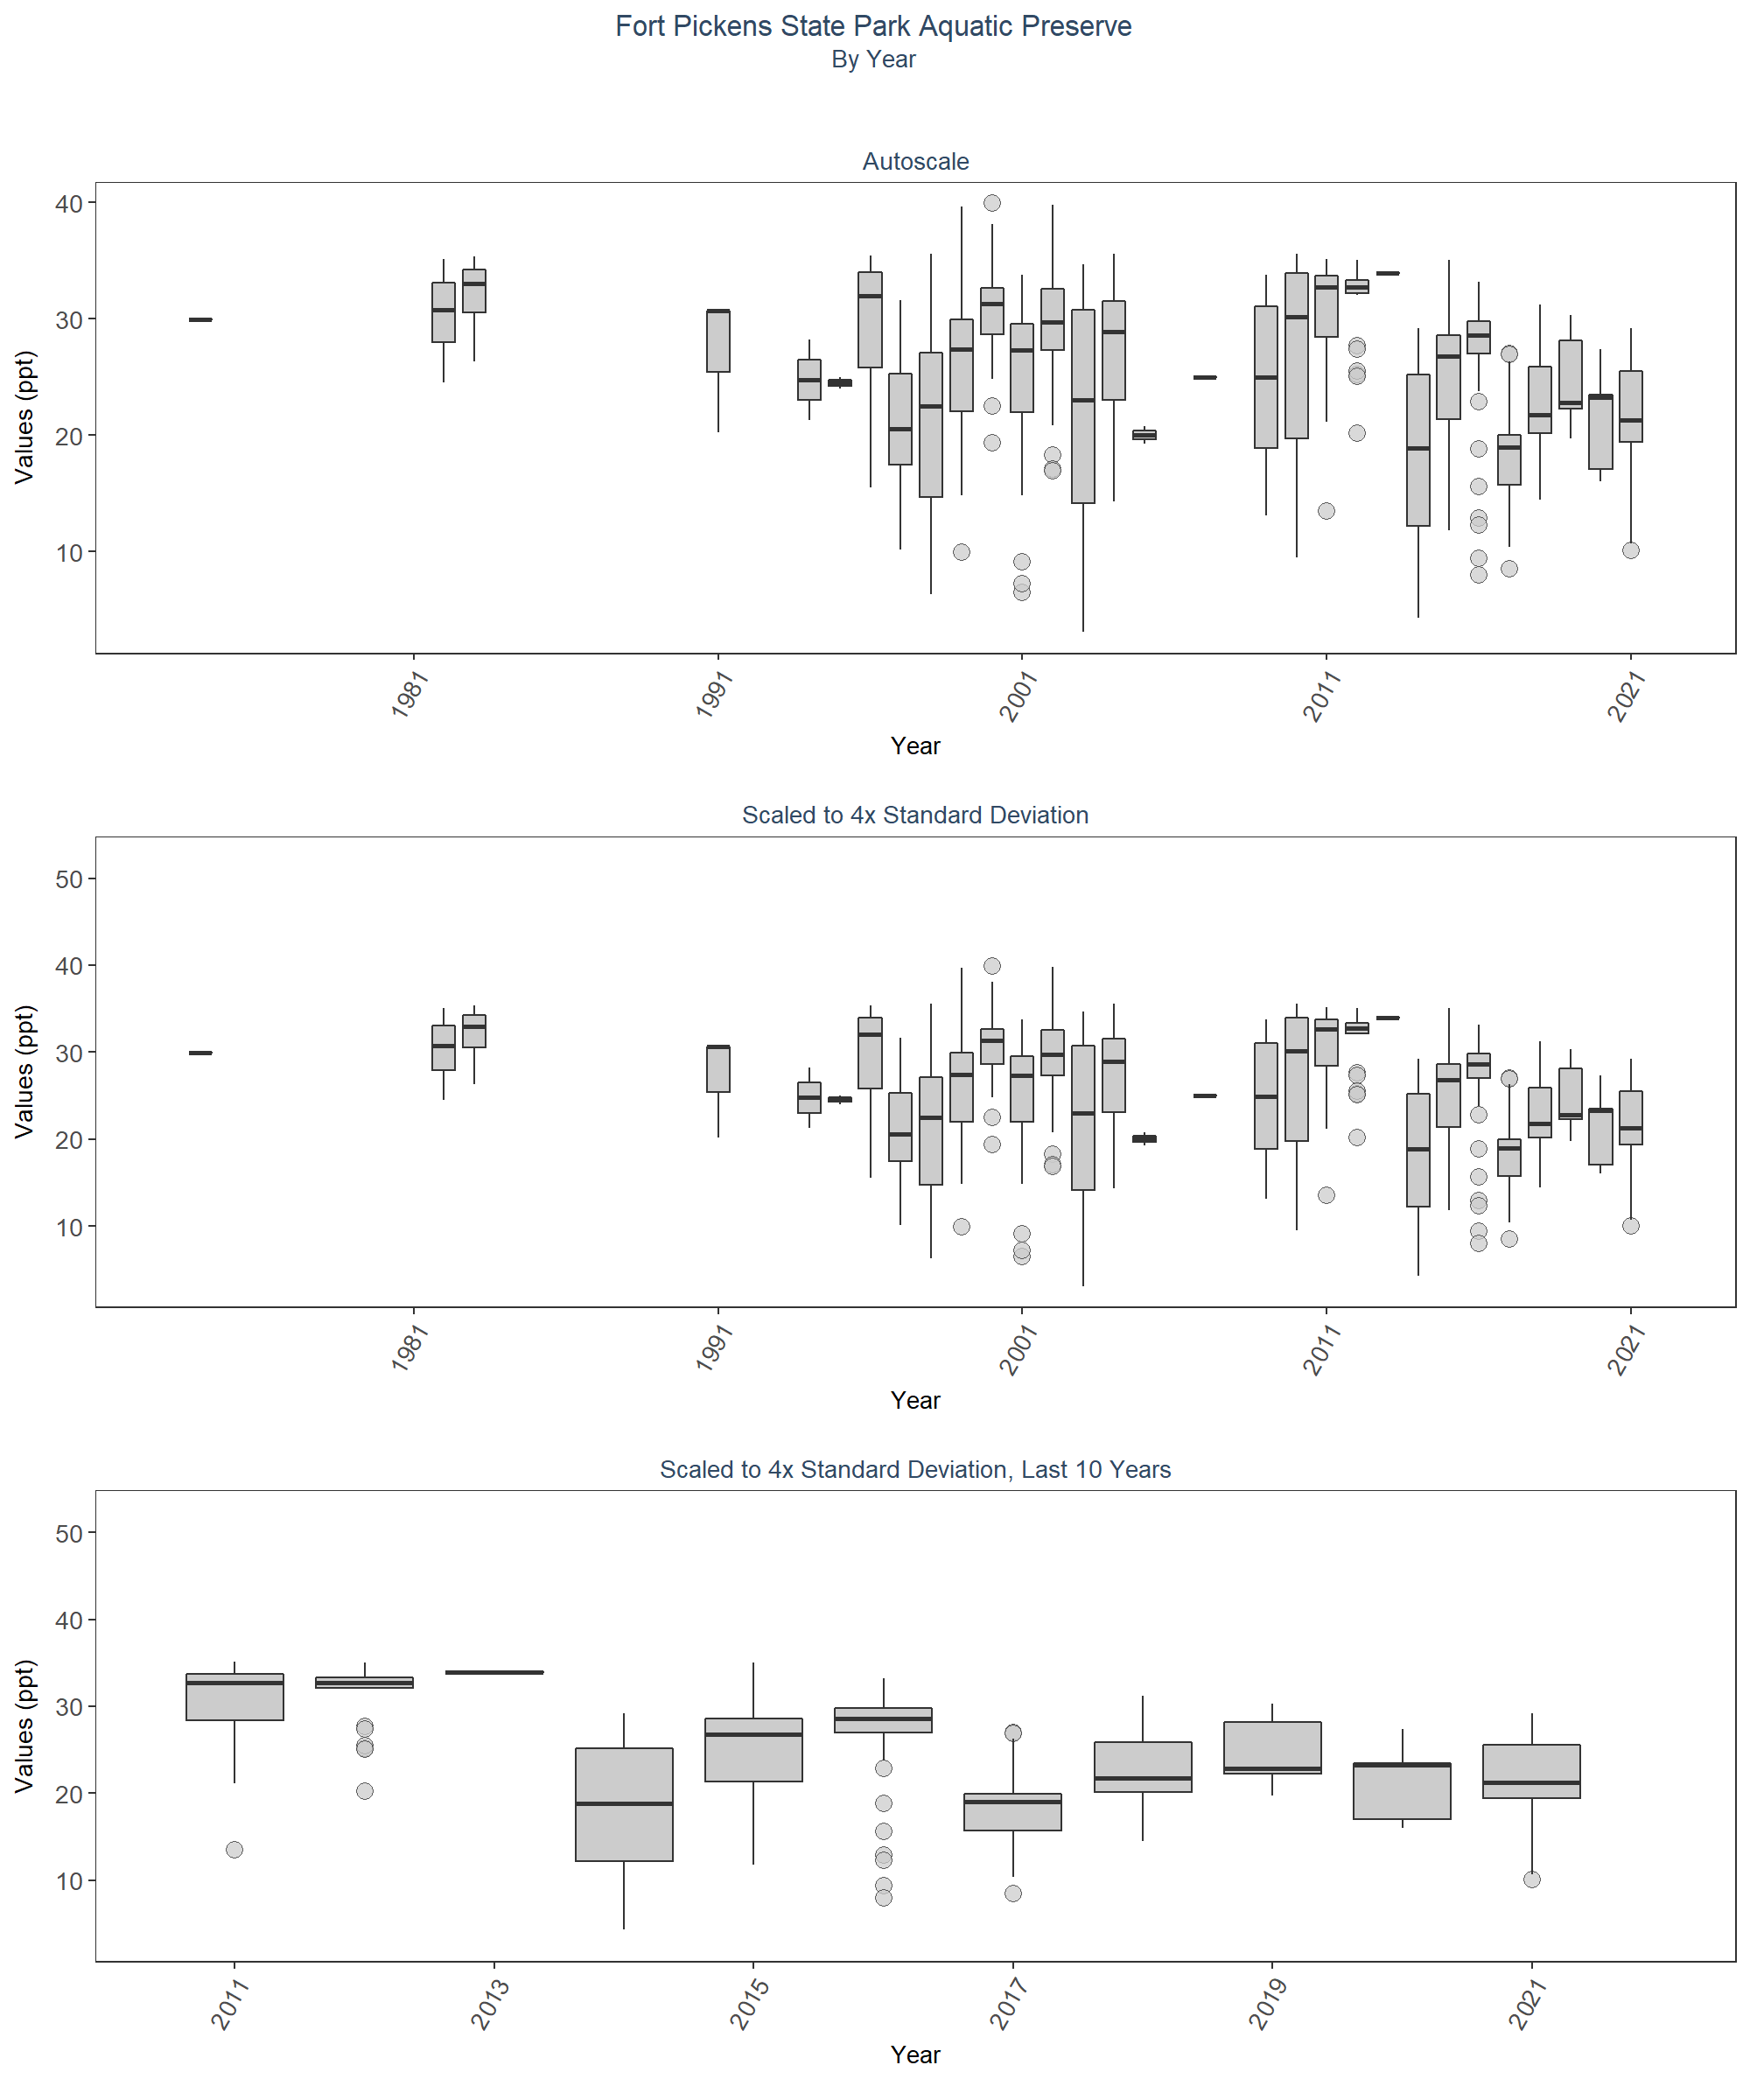 Fort Pickens State Park Aquatic Preserve
By Year
Autoscale
Values (ppt)
40
30
20
10
1981
1991
2001
2011
2021
Year
Scaled to 4x Standard Deviation
Values (ppt)
50
40
30
20
10
1981
1991
2001
2011
2021
Year
Scaled to 4x Standard Deviation, Last 10 Years
Values (ppt)
50
40
30
20
10
2011
2013
2015
2017
2019
2021
Year